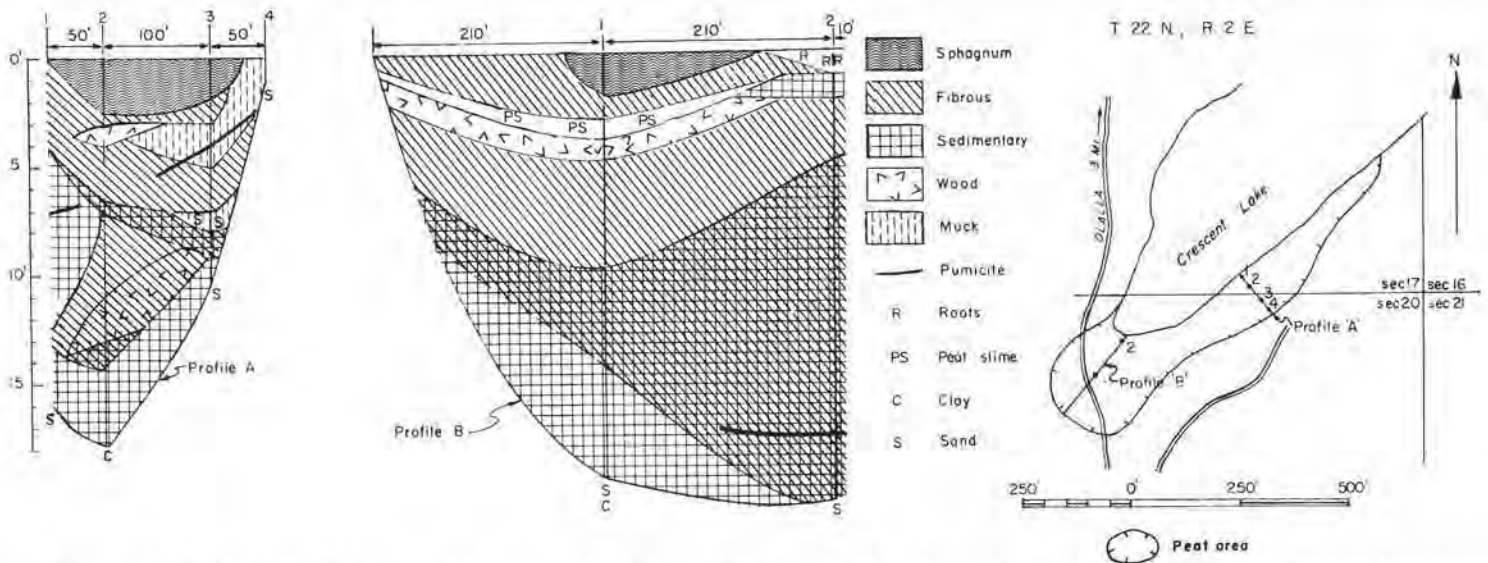 1 2 3 4
50' 100' 50'
0'
5
10'
15
S
S
S
S
S
S
C
Profile A
1 2
210' 210' 10'
R
RR
PS PS PS
S
C
S
Profile B
Sphagnum
Fibrous
Sedimentary
Wood
Muck
Pumicite
R Roots
PS Peat slime
C Clay
S Sand
T 22 N, R 2 E
N
Crescent Lake
sec 17 sec 16
sec 20 sec 21
1 2 3 4
Profile 'A'
2
1
Profile 'B'
OLALLA 3 MI
250' 0' 250' 500'
Peat area